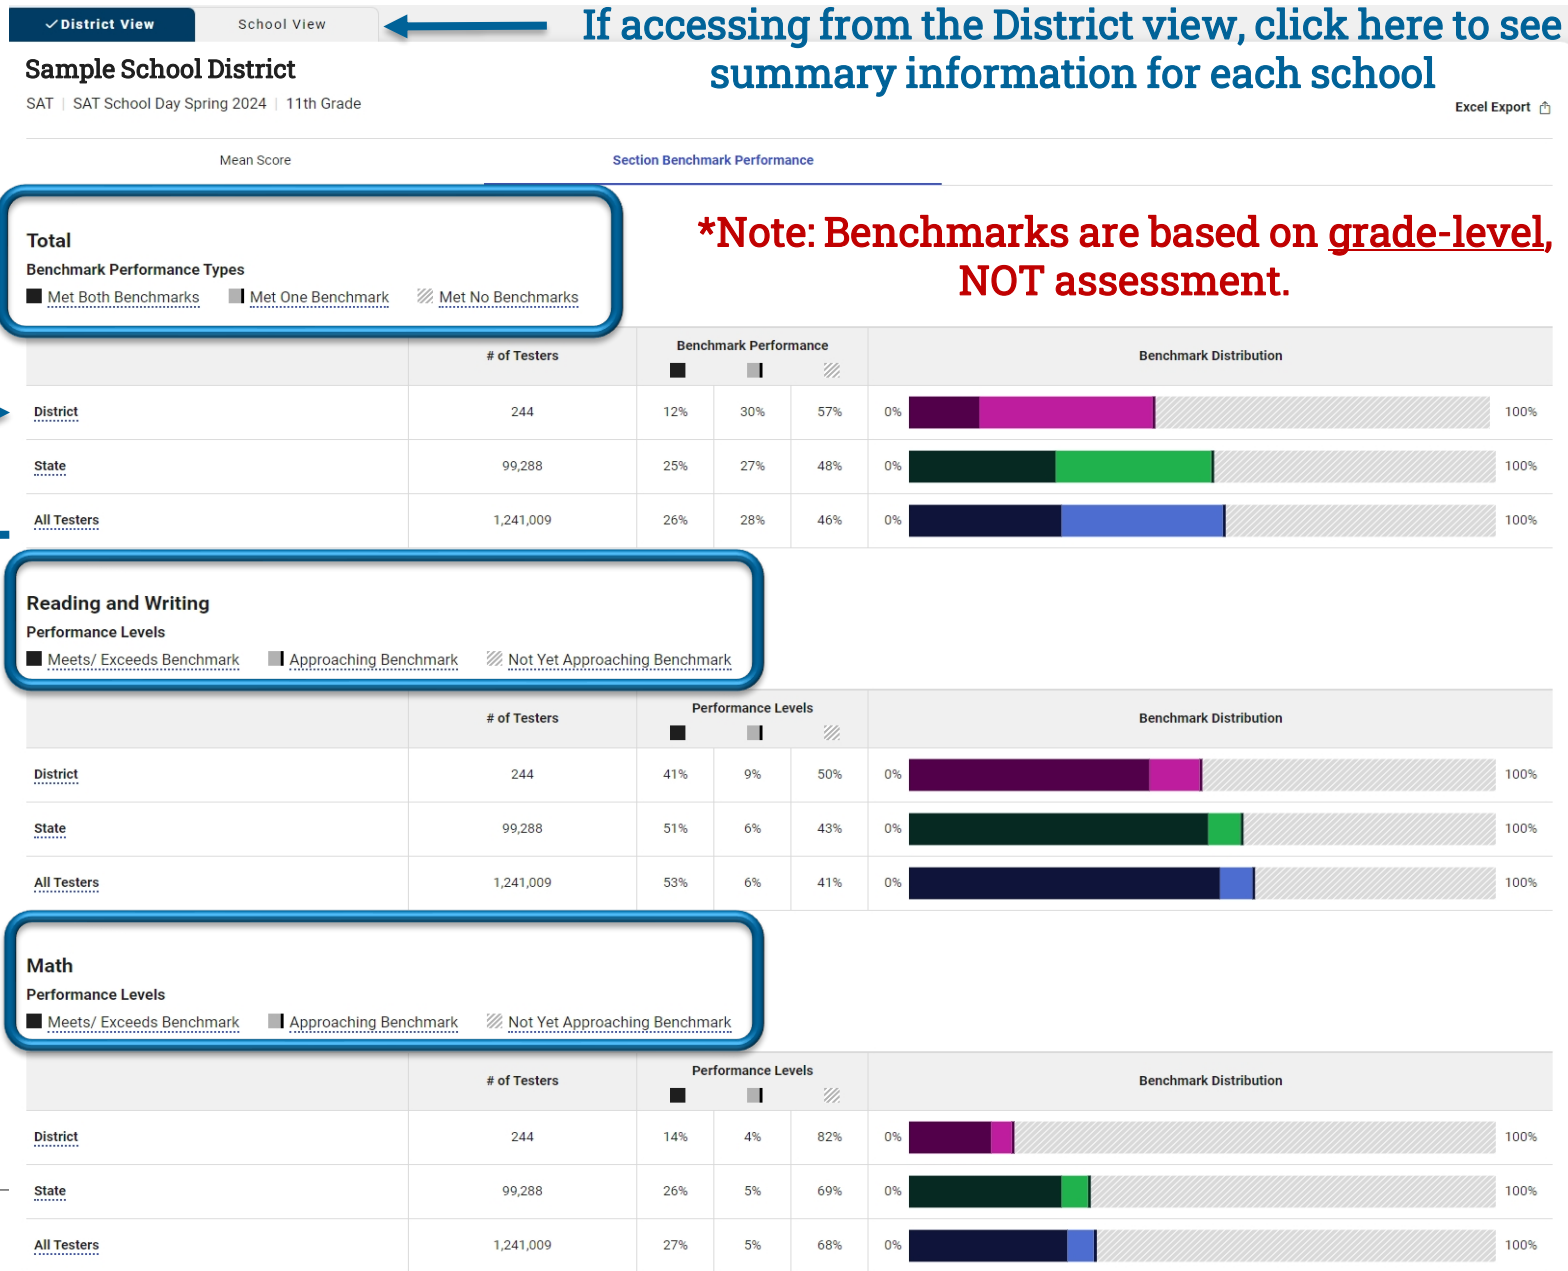 ✓ District View School View
If accessing from the District view, click here to see
summary information for each school
Sample School District
SAT | SAT School Day Spring 2024 | 11th Grade
Excel Export
Mean Score Section Benchmark Performance
*Note: Benchmarks are based on grade-level,
NOT assessment.
Total
Benchmark Performance Types
Met Both Benchmarks Met One Benchmark Met No Benchmarks
# of Testers Benchmark Performance Benchmark Distribution
District 244 12% 30% 57% 0% 100%
State 99,288 25% 27% 48% 0% 100%
All Testers 1,241,009 26% 28% 46% 0% 100%
Reading and Writing
Performance Levels
Meets/ Exceeds Benchmark Approaching Benchmark Not Yet Approaching Benchmark
# of Testers Performance Levels Benchmark Distribution
District 244 41% 9% 50% 0% 100%
State 99,288 51% 6% 43% 0% 100%
All Testers 1,241,009 53% 6% 41% 0% 100%
Math
Performance Levels
Meets/ Exceeds Benchmark Approaching Benchmark Not Yet Approaching Benchmark
# of Testers Performance Levels Benchmark Distribution
District 244 14% 4% 82% 0% 100%
State 99,288 26% 5% 69% 0% 100%
All Testers 1,241,009 27% 5% 68% 0% 100%